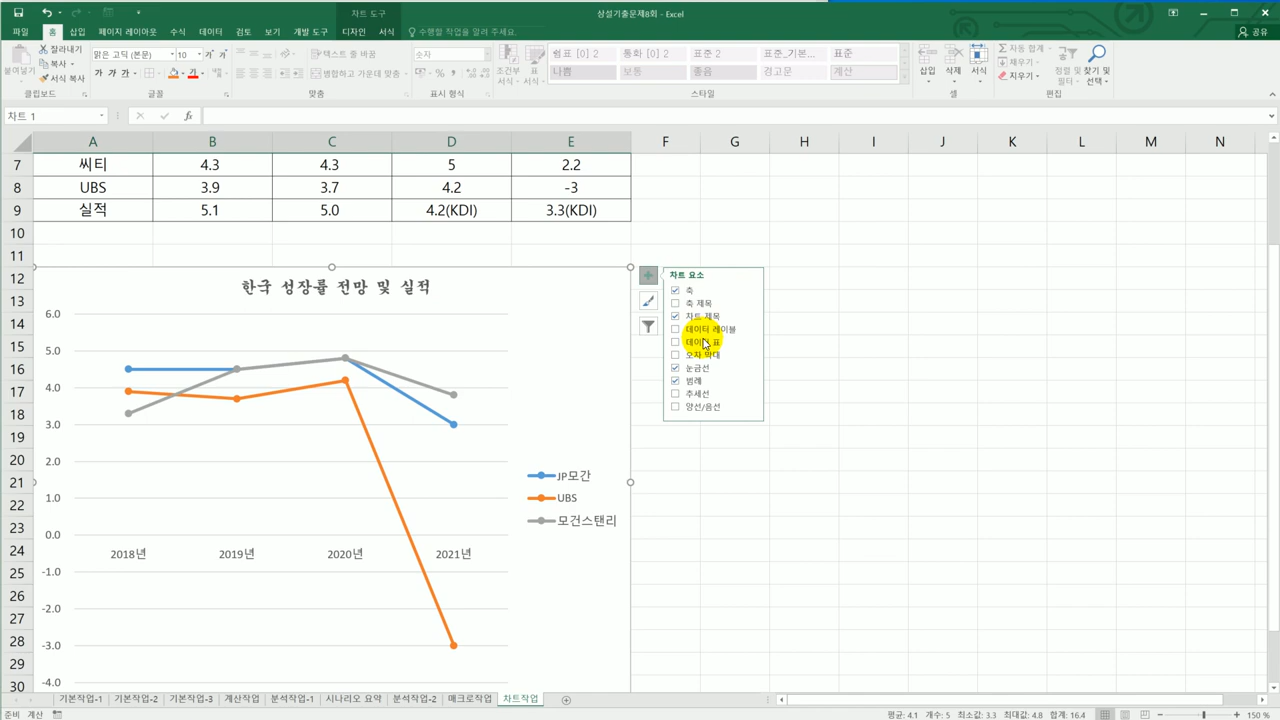 차트 도구
상설기출문제8회 - Excel
파일 홈 삽입 페이지 레이아웃 수식 데이터 검토 보기 개발 도구 디자인 서식 수행할 작업을 알려 주세요. 공유
붙여넣기
잘라내기
복사
서식 복사
클립보드
맑은 고딕 (본문) 10 가 가
가 가 가 가 가
글꼴
텍스트 줄 바꿈
병합하고 가운데 맞춤
맞춤
숫자
표시 형식
조건부 서식
표 서식
쉼표 [0] 2 통화 [0] 2 표준 2 표준_기본... 표준
나쁨 보통 좋음 경고문 계산
스타일
삽입 삭제 서식
셀
자동 합계
채우기
지우기
정렬 및 필터
찾기 및 선택
편집
차트 1
fx
A B C D E F G H I J K L M N
7 씨티 4.3 4.3 5 2.2
8 UBS 3.9 3.7 4.2 -3
9 실적 5.1 5.0 4.2(KDI) 3.3(KDI)
10
11
12
13
14
15
16
17
18
19
20
21
22
23
24
25
26
27
28
29
30
한국 성장률 전망 및 실적
6.0
5.0
4.0
3.0
2.0
1.0
0.0
-1.0
-2.0
-3.0
-4.0
2018년 2019년 2020년 2021년
JP모간
UBS
모건스탠리
차트 요소
축
축 제목
차트 제목
데이터 레이블
데이터 표
오차 막대
눈금선
범례
추세선
양선/음선
기본작업-1 기본작업-2 기본작업-3 계산작업 분석작업-1 시나리오 요약 분석작업-2 매크로작업 차트작업
준비 계산
평균: 4.1 개수: 5 최소값: 3.3 최대값: 4.8 합계: 16.4
150 %